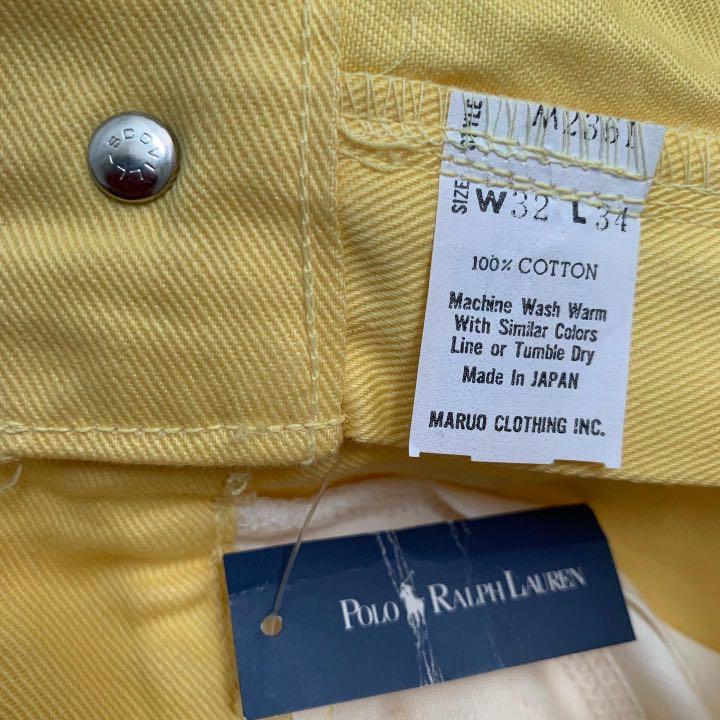 SCOVILL
STYLE M2361
SIZE W32 L34
100% COTTON
Machine Wash Warm
With Similar Colors
Line or Tumble Dry
Made In JAPAN
MARUO CLOTHING INC.
POLO RALPH LAUREN